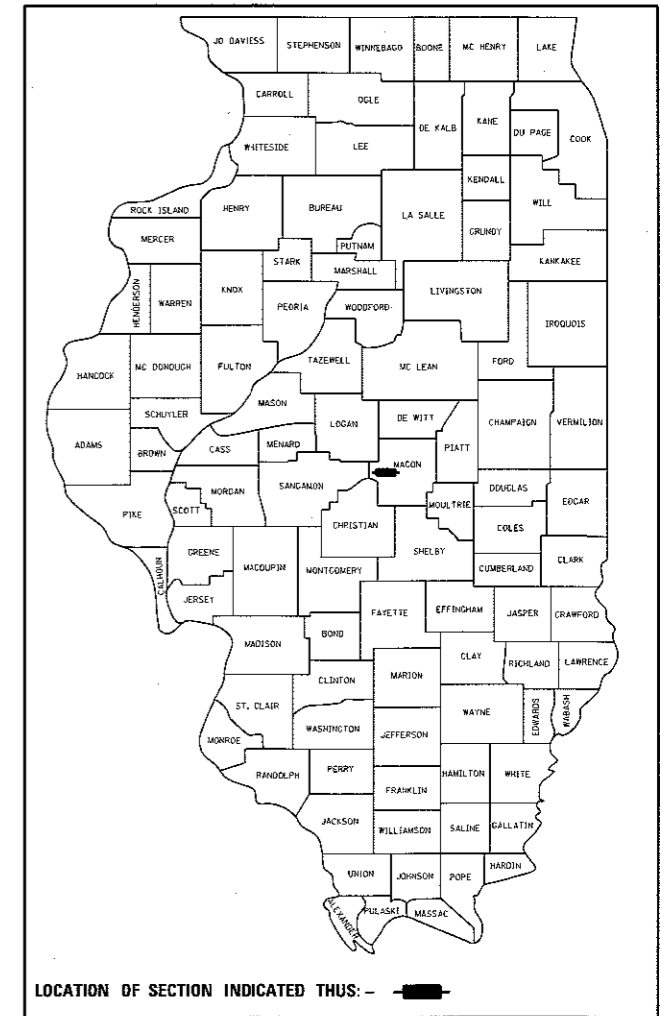 JO DAVIESS STEPHENSON WINNEBAGO BOONE MC HENRY LAKE
CARROLL OGLE DE KALB KANE DU PAGE COOK
WHITESIDE LEE
KENDALL WILL
ROCK ISLAND HENRY BUREAU LA SALLE GRUNDY
MERCER PUTNAM KANKAKEE
STARK MARSHALL
HENDERSON WARREN KNOX PEORIA WOODFORD LIVINGSTON IROQUOIS
HANCOCK MC DONOUGH FULTON TAZEWELL MC LEAN FORD
MASON
SCHUYLER LOGAN DE WITT CHAMPAIGN VERMILION
ADAMS BROWN CASS MENARD MACON PIATT
MORGAN SANGAMON DOUGLAS EDGAR
PIKE SCOTT CHRISTIAN MOULTRIE COLES
GREENE MACOUPIN MONTGOMERY SHELBY CUMBERLAND CLARK
CALHOUN JERSEY FAYETTE EFFINGHAM JASPER CRAWFORD
MADISON BOND
CLAY RICHLAND LAWRENCE
CLINTON MARION
ST. CLAIR WAYNE EDWARDS WABASH
MONROE WASHINGTON JEFFERSON
RANDOLPH PERRY HAMILTON WHITE
FRANKLIN
JACKSON WILLIAMSON SALINE GALLATIN
UNION JOHNSON POPE HARDIN
ALEXANDER PULASKI MASSAC
LOCATION OF SECTION INDICATED THUS: -